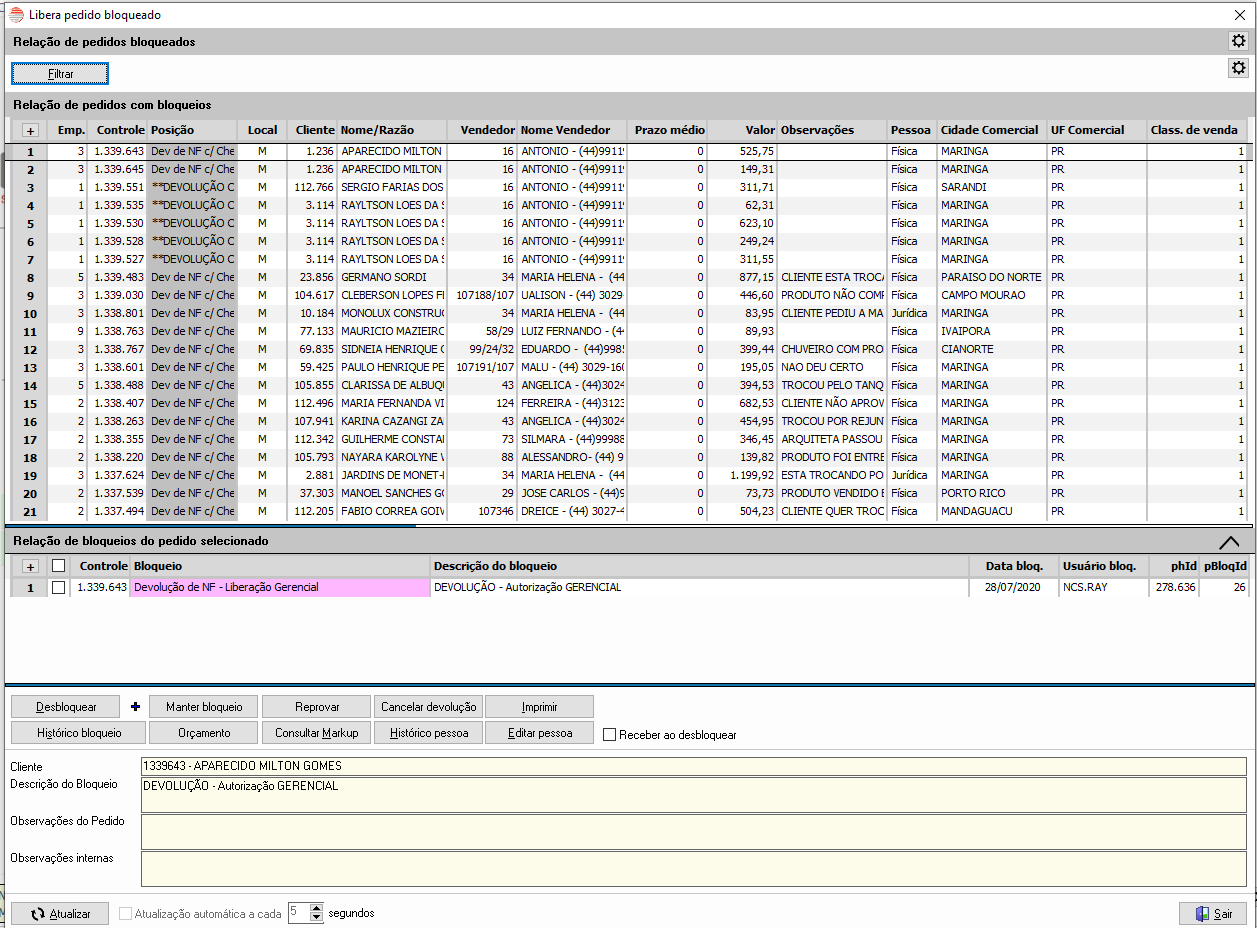 Libera pedido bloqueado
Relação de pedidos bloqueados
Filtrar
Relação de pedidos com bloqueios
+ Emp. Controle Posição Local Cliente Nome/Razão Vendedor Nome Vendedor Prazo médio Valor Observações Pessoa Cidade Comercial UF Comercial Class. de venda
1 3 1.339.643 Dev de NF c/ Che M 1.236 APARECIDO MILTON 16 ANTONIO - (44)9911 0 525,75 Física MARINGA PR 1
2 3 1.339.645 Dev de NF c/ Che M 1.236 APARECIDO MILTON 16 ANTONIO - (44)9911 0 149,31 Física MARINGA PR 1
3 1 1.339.551 **DEVOLUÇÃO C M 112.766 SERGIO FARIAS DOS 16 ANTONIO - (44)9911 0 311,71 Física SARANDI PR 1
4 1 1.339.535 **DEVOLUÇÃO C M 3.114 RAYLTSON LOES DA S 16 ANTONIO - (44)9911 0 62,31 Física MARINGA PR 1
5 1 1.339.530 **DEVOLUÇÃO C M 3.114 RAYLTSON LOES DA S 16 ANTONIO - (44)9911 0 623,10 Física MARINGA PR 1
6 1 1.339.528 **DEVOLUÇÃO C M 3.114 RAYLTSON LOES DA S 16 ANTONIO - (44)9911 0 249,24 Física MARINGA PR 1
7 1 1.339.527 **DEVOLUÇÃO C M 3.114 RAYLTSON LOES DA S 16 ANTONIO - (44)9911 0 311,55 Física MARINGA PR 1
8 5 1.339.483 Dev de NF c/ Che M 23.856 GERMANO SORDI 34 MARIA HELENA - (44 0 877,15 CLIENTE ESTA TROCA Física PARAISO DO NORTE PR 1
9 3 1.339.030 Dev de NF c/ Che M 104.617 CLEBERSON LOPES FI 107188/107 UALISON - (44) 3029- 0 446,60 PRODUTO NÃO COMF Física CAMPO MOURAO PR 1
10 3 1.338.801 Dev de NF c/ Che M 10.184 MONOLUX CONSTRUC 34 MARIA HELENA - (44 0 83,95 CLIENTE PEDIU A MA Jurídica MARINGA PR 1
11 9 1.338.763 Dev de NF c/ Che M 77.133 MAURICIO MAZIEIRC 58/29 LUIZ FERNANDO - (4 0 89,93 Física IVAIPORA PR 1
12 3 1.338.767 Dev de NF c/ Che M 69.835 SIDNEIA HENRIQUE 99/24/32 EDUARDO - (44)998 0 399,44 CHUVEIRO COM PRO Física CIANORTE PR 1
13 3 1.338.601 Dev de NF c/ Che M 59.425 PAULO HENRIQUE PE 107191/107 MALU - (44) 3029-160 0 195,05 NAO DEU CERTO Física MARINGA PR 1
14 5 1.338.488 Dev de NF c/ Che M 105.855 CLARISSA DE ALBUQ 43 ANGELICA - (44)3024 0 394,53 TROCOU PELO TANQ Física MARINGA PR 1
15 2 1.338.407 Dev de NF c/ Che M 112.496 MARIA FERNANDA VI 124 FERREIRA - (44)3123 0 682,53 CLIENTE NÃO APROV Física MARINGA PR 1
16 2 1.338.263 Dev de NF c/ Che M 107.941 KARINA CAZANGI ZA 43 ANGELICA - (44)3024 0 454,95 TROCOU POR REJUN Física MARINGA PR 1
17 2 1.338.355 Dev de NF c/ Che M 112.342 GUILHERME CONSTA 73 SILMARA - (44)99988 0 346,45 ARQUITETA PASSOU Física MARINGA PR 1
18 2 1.338.220 Dev de NF c/ Che M 105.793 NAYARA KAROLYNE 88 ALESSANDRO- (44) 9 0 139,82 PRODUTO FOI ENTRE Física MARINGA PR 1
19 3 1.337.624 Dev de NF c/ Che M 2.881 JARDINS DE MONET- 34 MARIA HELENA - (44 0 1.199,92 ESTA TROCANDO PO Jurídica MARINGA PR 1
20 2 1.337.539 Dev de NF c/ Che M 37.303 MANOEL SANCHES GO 29 JOSE CARLOS - (44)9 0 73,73 PRODUTO VENDIDO E Física PORTO RICO PR 1
21 2 1.337.494 Dev de NF c/ Che M 112.205 FABIO CORREA GOIV 107346 DREICE - (44) 3027-4 0 504,23 CLIENTE QUER TROC Física MANDAGUACU PR 1
Relação de bloqueios do pedido selecionado
+ Controle Bloqueio Descrição do bloqueio Data bloq. Usuário bloq. phId pBloqId
1 1.339.643 Devolução de NF - Liberação Gerencial DEVOLUÇÃO - Autorização GERENCIAL 28/07/2020 NCS.RAY 278.636 26
Desbloquear + Manter bloqueio Reprovar Cancelar devolução Imprimir
Histórico bloqueio Orçamento Consultar Markup Histórico pessoa Editar pessoa Receber ao desbloquear
Cliente 1339643 - APARECIDO MILTON GOMES
Descrição do Bloqueio DEVOLUÇÃO - Autorização GERENCIAL
Observações do Pedido
Observações internas
Atualizar Atualização automática a cada 5 segundos Sair